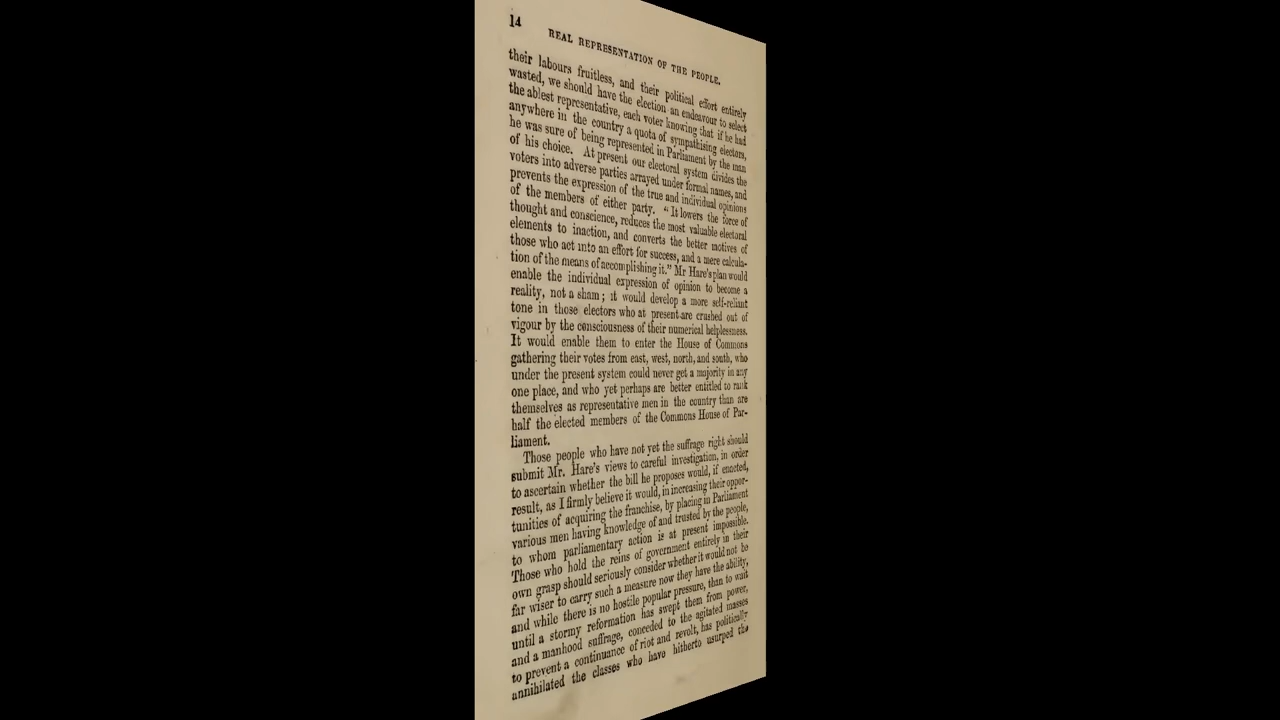 14
REAL REPRESENTATION OF THE PEOPLE.
their labours fruitless, and their political effort entirely
wasted, we should have the election an endeavour to select
the ablest representative, each voter knowing that if he had
anywhere in the country a quota of sympathising electors,
he was sure of being represented in Parliament by the man
of his choice. At present our electoral system divides the
voters into adverse parties arrayed under formal names, and
prevents the expression of the true and individual opinions
of the members of either party. "It lowers the force of
thought and conscience, reduces the most valuable electoral
elements to inaction, and converts the better motives of
those who act into an effort for success, and a mere calcula-
tion of the means of accomplishing it." Mr Hare's plan would
enable the individual expression of opinion to become a
reality, not a sham; it would develop a more self-reliant
tone in those electors who at present are crushed out of
vigour by the consciousness of their numerical helplessness.
It would enable them to enter the House of Commons
gathering their votes from east, west, north, and south, who
under the present system could never get a majority in any
one place, and who yet perhaps are better entitled to rank
themselves as representative men in the country than are
half the elected members of the Commons House of Par-
liament.
Those people who have not yet the suffrage right should
submit Mr. Hare's views to careful investigation, in order
to ascertain whether the bill he proposes would, if enacted,
result, as I firmly believe it would, in increasing their oppor-
tunities of acquiring the franchise, by placing in Parliament
various men having knowledge of and trusted by the people,
to whom parliamentary action is at present impossible.
Those who hold the reins of government entirely in their
own grasp should seriously consider whether it would not be
far wiser to carry such a measure now they have the ability,
and while there is no hostile popular pressure, than to wait
until a stormy reformation has swept them from power,
and a manhood suffrage, conceded to the agitated masses
to prevent a continuance of riot and revolt, has politically
annihilated the classes who have hitherto usurped the